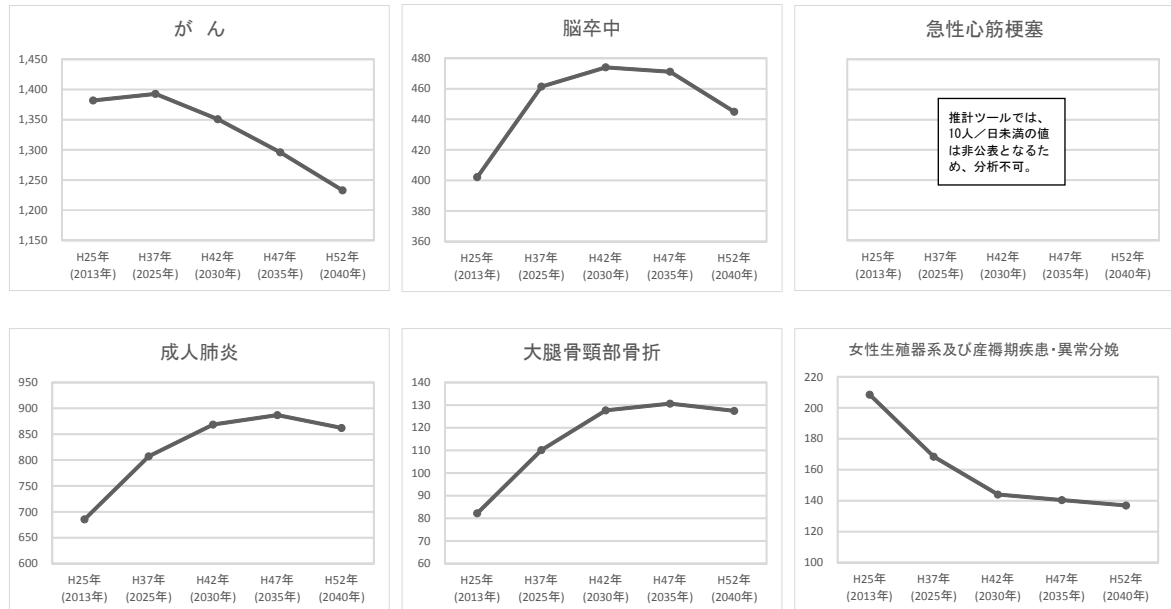 が ん
1,450
1,400
1,350
1,300
1,250
1,200
1,150
H25年 H37年 H42年 H47年 H52年
(2013年) (2025年) (2030年) (2035年) (2040年)
脳卒中
480
460
440
420
400
380
360
H25年 H37年 H42年 H47年 H52年
(2013年) (2025年) (2030年) (2035年) (2040年)
急性心筋梗塞
推計ツールでは、
10人／日未満の値
は非公表となるた
め、分析不可。
H25年 H37年 H42年 H47年 H52年
(2013年) (2025年) (2030年) (2035年) (2040年)
成人肺炎
950
900
850
800
750
700
650
600
H25年 H37年 H42年 H47年 H52年
(2013年) (2025年) (2030年) (2035年) (2040年)
大腿骨頸部骨折
140
130
120
110
100
90
80
70
60
H25年 H37年 H42年 H47年 H52年
(2013年) (2025年) (2030年) (2035年) (2040年)
女性生殖器系及び産褥期疾患・異常分娩
220
200
180
160
140
120
100
H25年 H37年 H42年 H47年 H52年
(2013年) (2025年) (2030年) (2035年) (2040年)